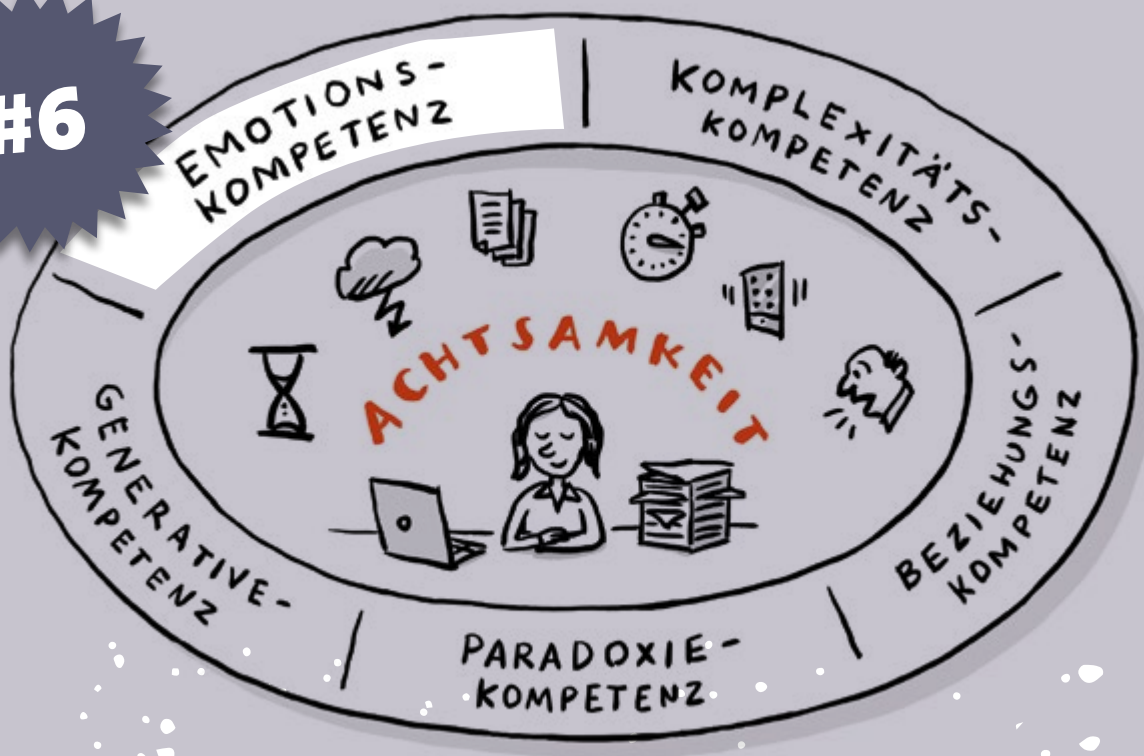 #6
EMOTIONS-
KOMPETENZ
KOMPLEXITÄTS-
KOMPETENZ
ACHTSAMKEIT
BEZIEHUNGS-
KOMPETENZ
GENERATIVE-
KOMPETENZ
PARADOXIE-
KOMPETENZ